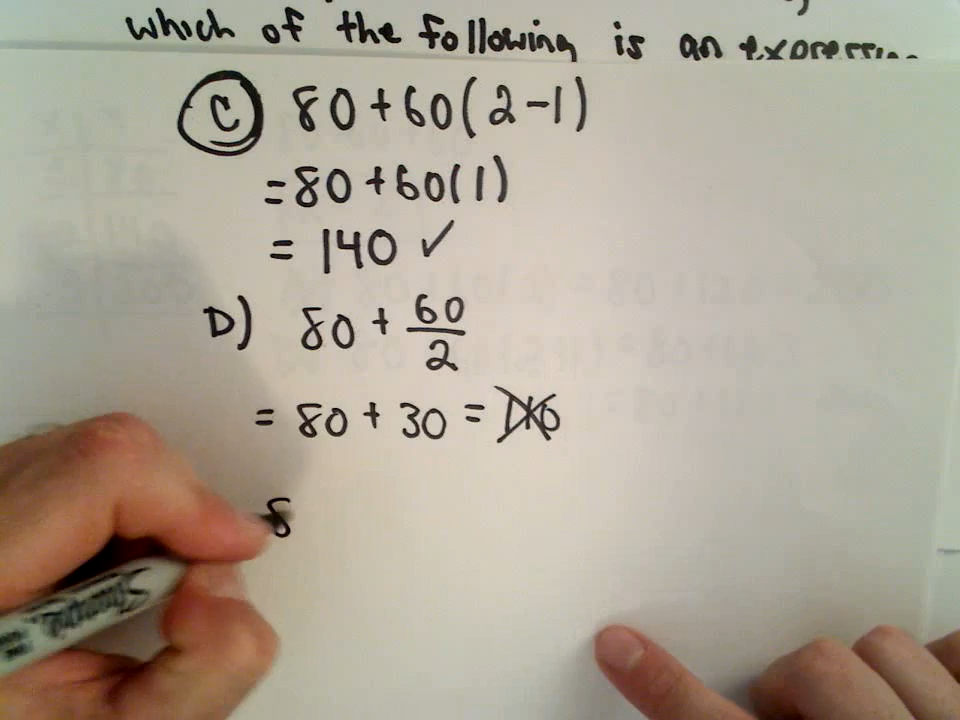 which of the following is an expression
C 80 + 60(2 - 1)
= 80 + 60(1)
= 140 ✓
D) 80 + 60/2
= 80 + 30 = 110
8